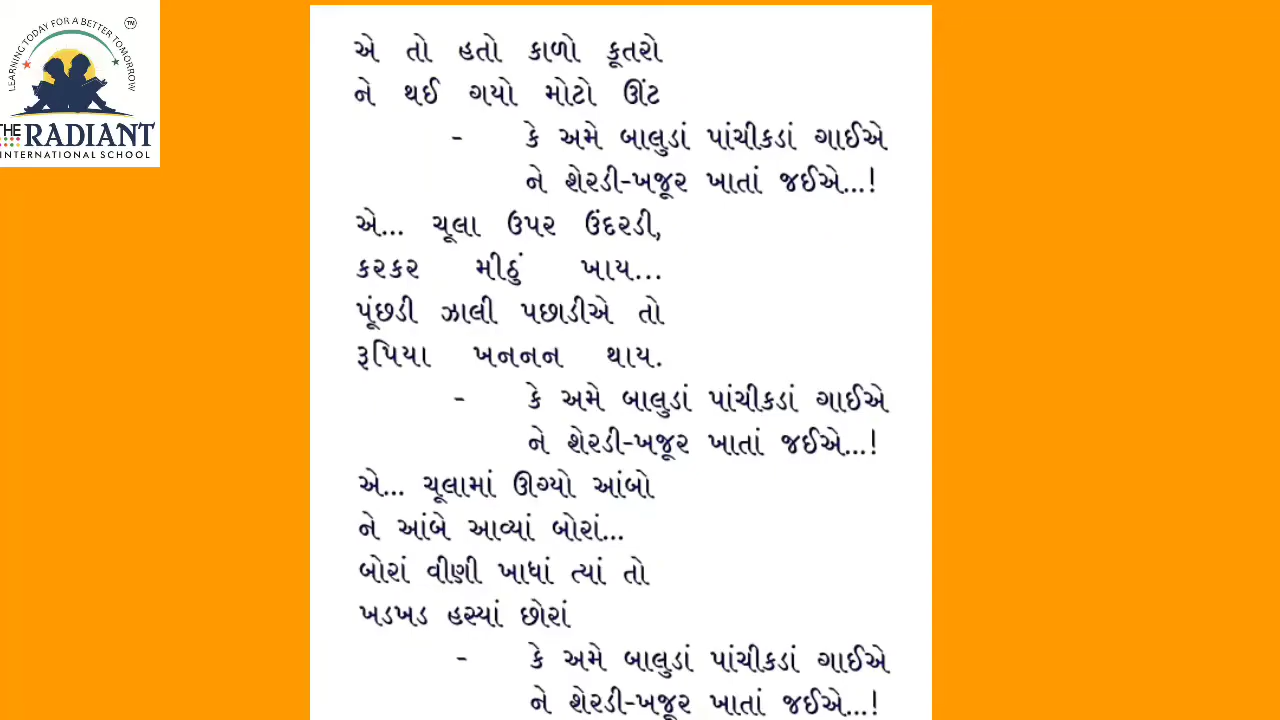 LEARNING TODAY FOR A BETTER TOMORROW
TM
THE RADIANT
INTERNATIONAL SCHOOL
એ તો હતો કાળો કૂતરો
ને થઈ ગયો મોટો ઊંટ
- કે અમે બાલુડાં પાંચીકડાં ગાઈએ
ને શેરડી-ખજૂર ખાતાં જઈએ...!
એ... ચૂલા ઉપર ઉંદરડી,
કરકર મીઠું ખાય...
પૂંછડી ઝાલી પછાડીએ તો
રૂપિયા ખનનન થાય.
- કે અમે બાલુડાં પાંચીકડાં ગાઈએ
ને શેરડી-ખજૂર ખાતાં જઈએ...!
એ... ચૂલામાં ઊગ્યો આંબો
ને આંબે આવ્યાં બોરાં...
બોરાં વીણી ખાધાં ત્યાં તો
ખડખડ હસ્યાં છોરાં
- કે અમે બાલુડાં પાંચીકડાં ગાઈએ
ને શેરડી-ખજૂર ખાતાં જઈએ...!